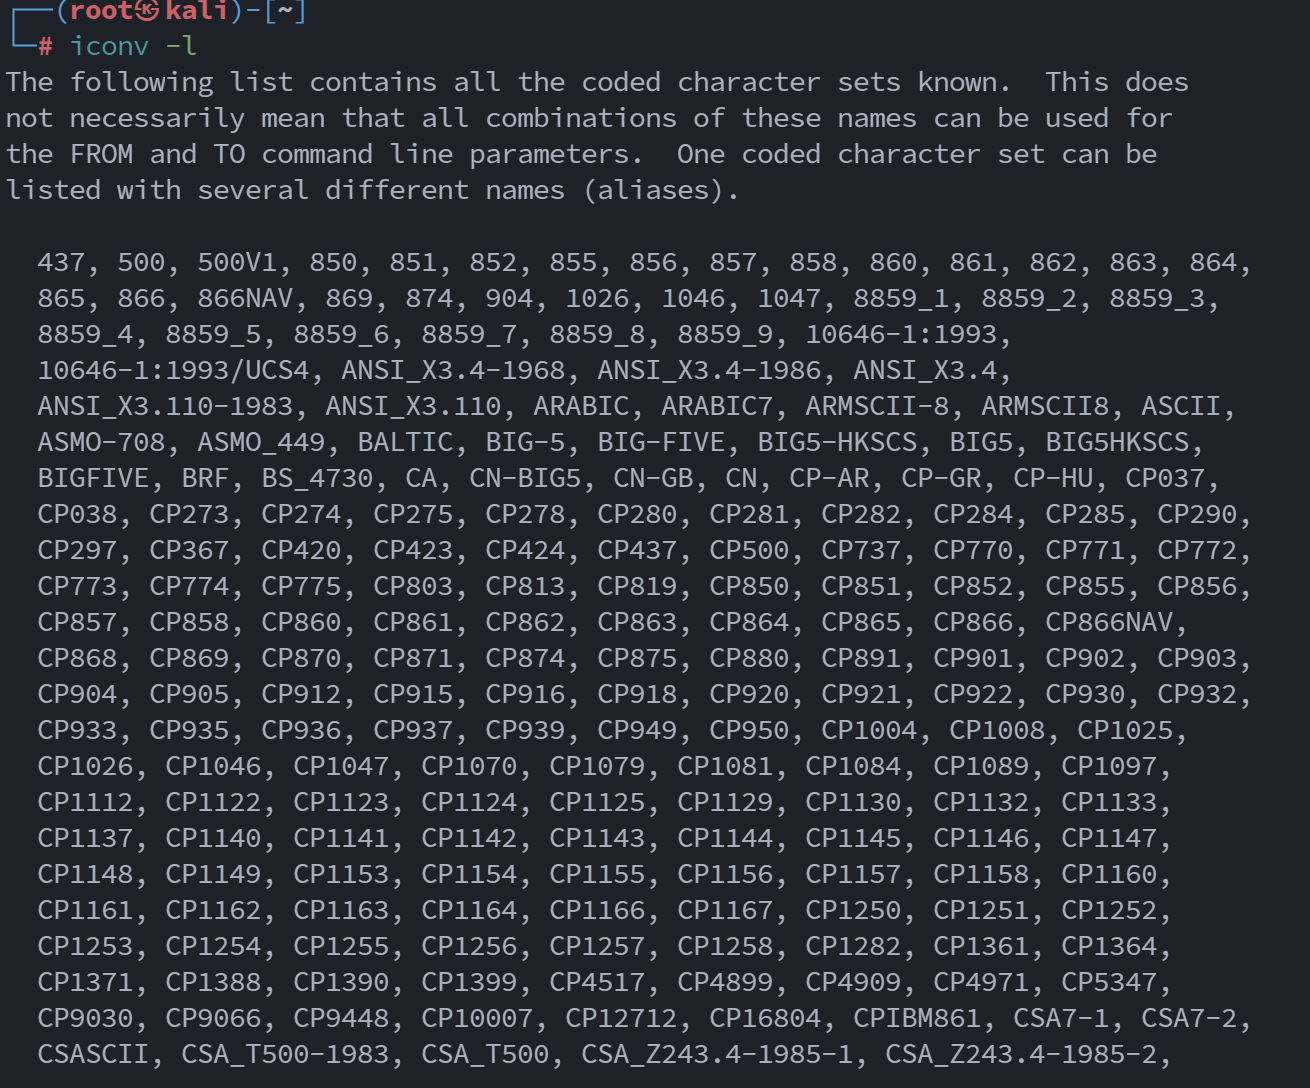 ┌──(root㉿kali)-[~]
└─# iconv -l
The following list contains all the coded character sets known.  This does
not necessarily mean that all combinations of these names can be used for
the FROM and TO command line parameters.  One coded character set can be
listed with several different names (aliases).

  437, 500, 500V1, 850, 851, 852, 855, 856, 857, 858, 860, 861, 862, 863, 864,
  865, 866, 866NAV, 869, 874, 904, 1026, 1046, 1047, 8859_1, 8859_2, 8859_3,
  8859_4, 8859_5, 8859_6, 8859_7, 8859_8, 8859_9, 10646-1:1993,
  10646-1:1993/UCS4, ANSI_X3.4-1968, ANSI_X3.4-1986, ANSI_X3.4,
  ANSI_X3.110-1983, ANSI_X3.110, ARABIC, ARABIC7, ARMSCII-8, ARMSCII8, ASCII,
  ASMO-708, ASMO_449, BALTIC, BIG-5, BIG-FIVE, BIG5-HKSCS, BIG5, BIG5HKSCS,
  BIGFIVE, BRF, BS_4730, CA, CN-BIG5, CN-GB, CN, CP-AR, CP-GR, CP-HU, CP037,
  CP038, CP273, CP274, CP275, CP278, CP280, CP281, CP282, CP284, CP285, CP290,
  CP297, CP367, CP420, CP423, CP424, CP437, CP500, CP737, CP770, CP771, CP772,
  CP773, CP774, CP775, CP803, CP813, CP819, CP850, CP851, CP852, CP855, CP856,
  CP857, CP858, CP860, CP861, CP862, CP863, CP864, CP865, CP866, CP866NAV,
  CP868, CP869, CP870, CP871, CP874, CP875, CP880, CP891, CP901, CP902, CP903,
  CP904, CP905, CP912, CP915, CP916, CP918, CP920, CP921, CP922, CP930, CP932,
  CP933, CP935, CP936, CP937, CP939, CP949, CP950, CP1004, CP1008, CP1025,
  CP1026, CP1046, CP1047, CP1070, CP1079, CP1081, CP1084, CP1089, CP1097,
  CP1112, CP1122, CP1123, CP1124, CP1125, CP1129, CP1130, CP1132, CP1133,
  CP1137, CP1140, CP1141, CP1142, CP1143, CP1144, CP1145, CP1146, CP1147,
  CP1148, CP1149, CP1153, CP1154, CP1155, CP1156, CP1157, CP1158, CP1160,
  CP1161, CP1162, CP1163, CP1164, CP1166, CP1167, CP1250, CP1251, CP1252,
  CP1253, CP1254, CP1255, CP1256, CP1257, CP1258, CP1282, CP1361, CP1364,
  CP1371, CP1388, CP1390, CP1399, CP4517, CP4899, CP4909, CP4971, CP5347,
  CP9030, CP9066, CP9448, CP10007, CP12712, CP16804, CPIBM861, CSA7-1, CSA7-2,
  CSASCII, CSA_T500-1983, CSA_T500, CSA_Z243.4-1985-1, CSA_Z243.4-1985-2,